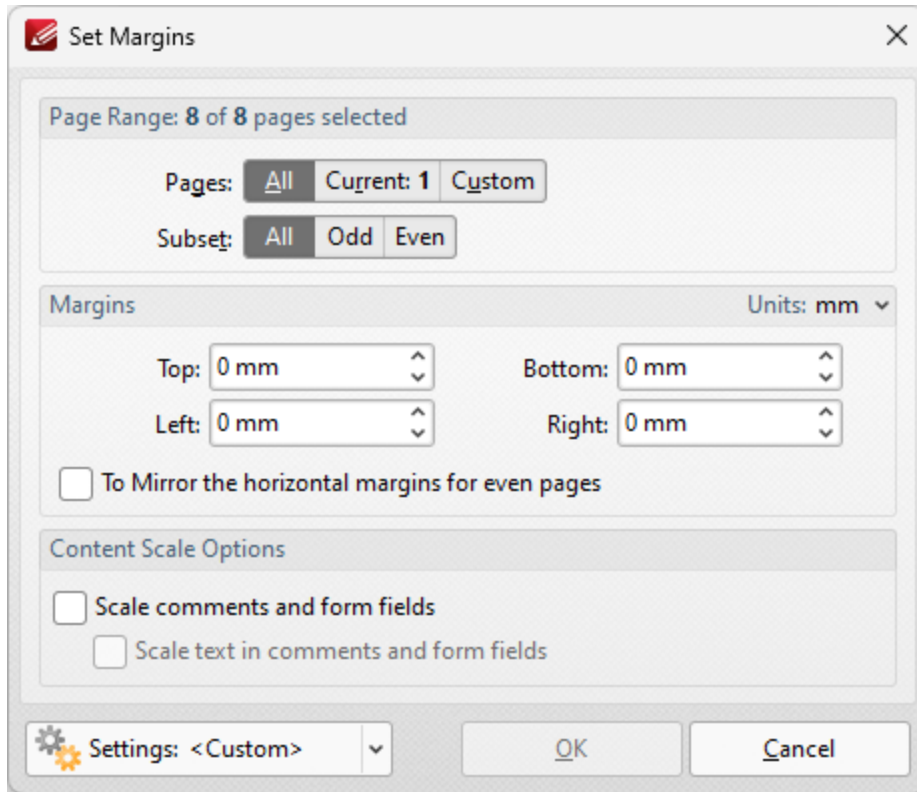 Set Margins
Page Range: 8 of 8 pages selected
Pages: All Current: 1 Custom
Subset: All Odd Even
Margins Units: mm
Top: 0 mm Bottom: 0 mm
Left: 0 mm Right: 0 mm
To Mirror the horizontal margins for even pages
Content Scale Options
Scale comments and form fields
Scale text in comments and form fields
Settings: <Custom> OK Cancel